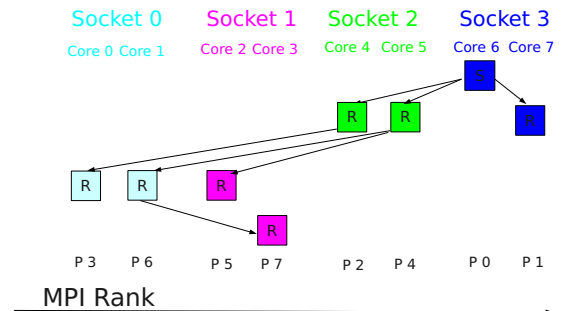 Socket 0 Socket 1 Socket 2 Socket 3
Core 0 Core 1 Core 2 Core 3 Core 4 Core 5 Core 6 Core 7
S
R R R
R R R
R
P 3 P 6 P 5 P 7 P 2 P 4 P 0 P 1
MPI Rank